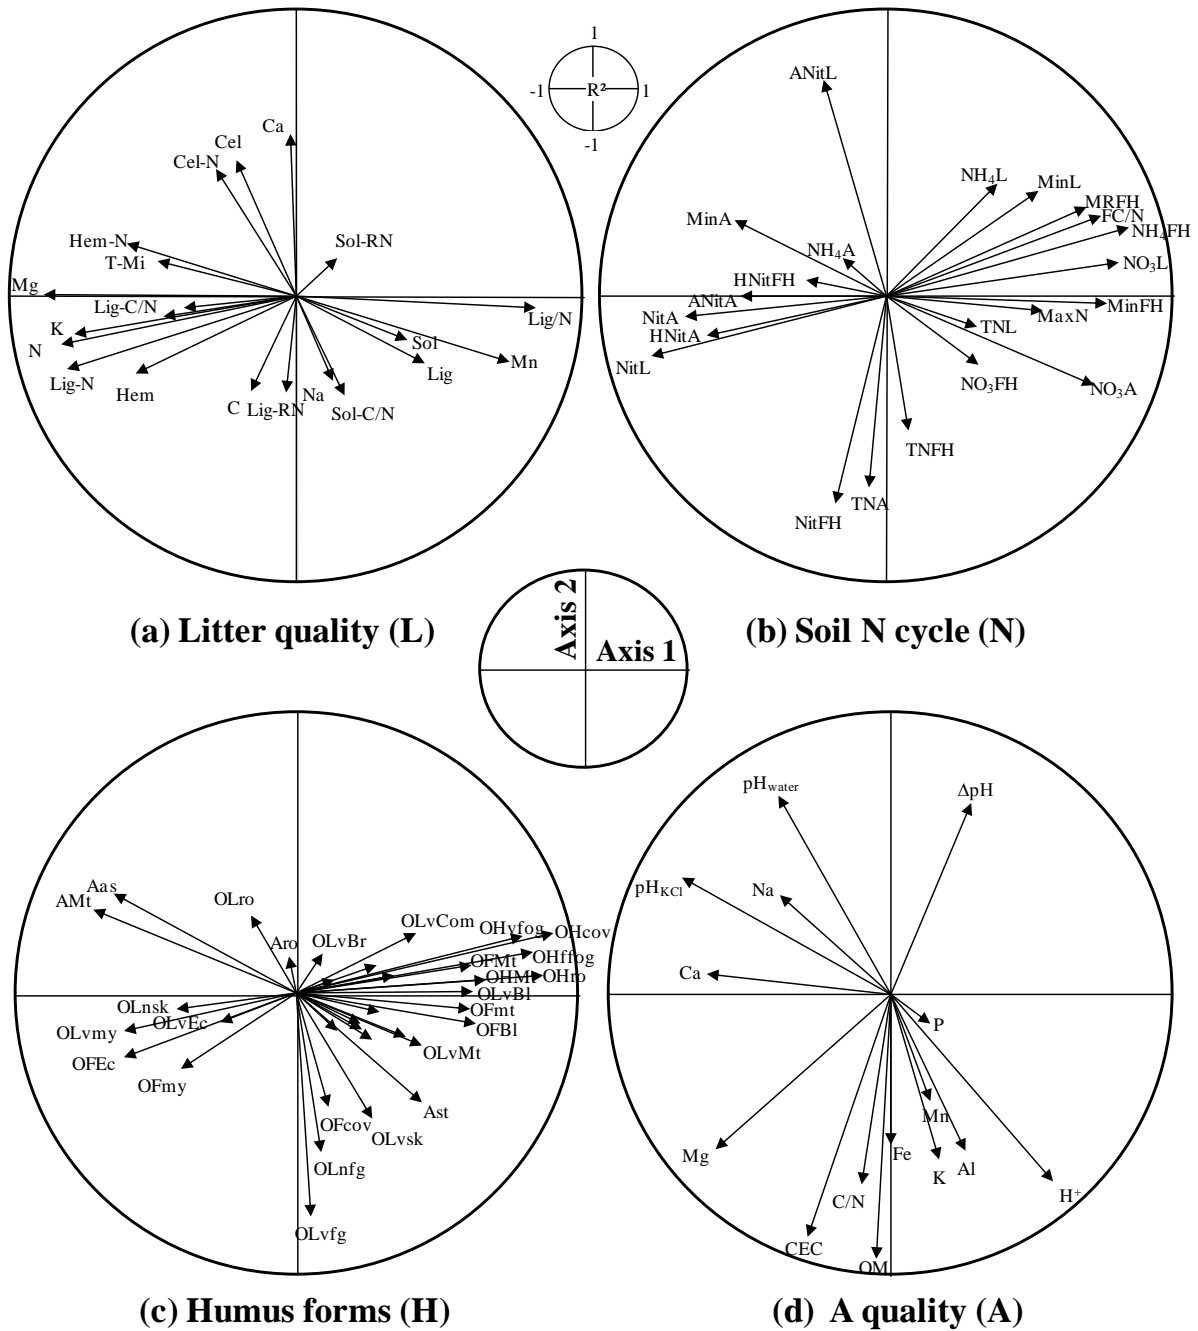 1
-1
R²
1
-1
Ca
Cel
Cel-N
Hem-N
T-Mi
Sol-RN
Mg
Lig-C/N
K
N
Lig-N
Hem
C
Lig-RN
Na
Sol-C/N
Sol
Lig
Mn
Lig/N
ANitL
NH₄L
MinL
MRFH
FC/N
NH₄FH
NO₃L
MinA
NH₄A
HNitFH
ANitA
NitA
HNitA
NitL
MinFH
MaxN
TNL
NO₃FH
NO₃A
TNFH
TNA
NitFH
(a) Litter quality (L)
(b) Soil N cycle (N)
Axis 2
Axis 1
Aas
AMt
OLro
Aro
OLvBr
OLvCom
OHvfog
OHcov
OFMt
OHffog
OHMt
OHro
OLvBl
OFmt
OFBl
OLnsk
OLvEc
OLvmy
OFEc
OFmy
OLvMt
Ast
OFcov
OLvsk
OLnfg
OLvfg
pHwater
ΔpH
pHKCl
Na
Ca
P
Mn
Mg
Fe
K
Al
H⁺
C/N
CEC
OM
(c) Humus forms (H)
(d) A quality (A)